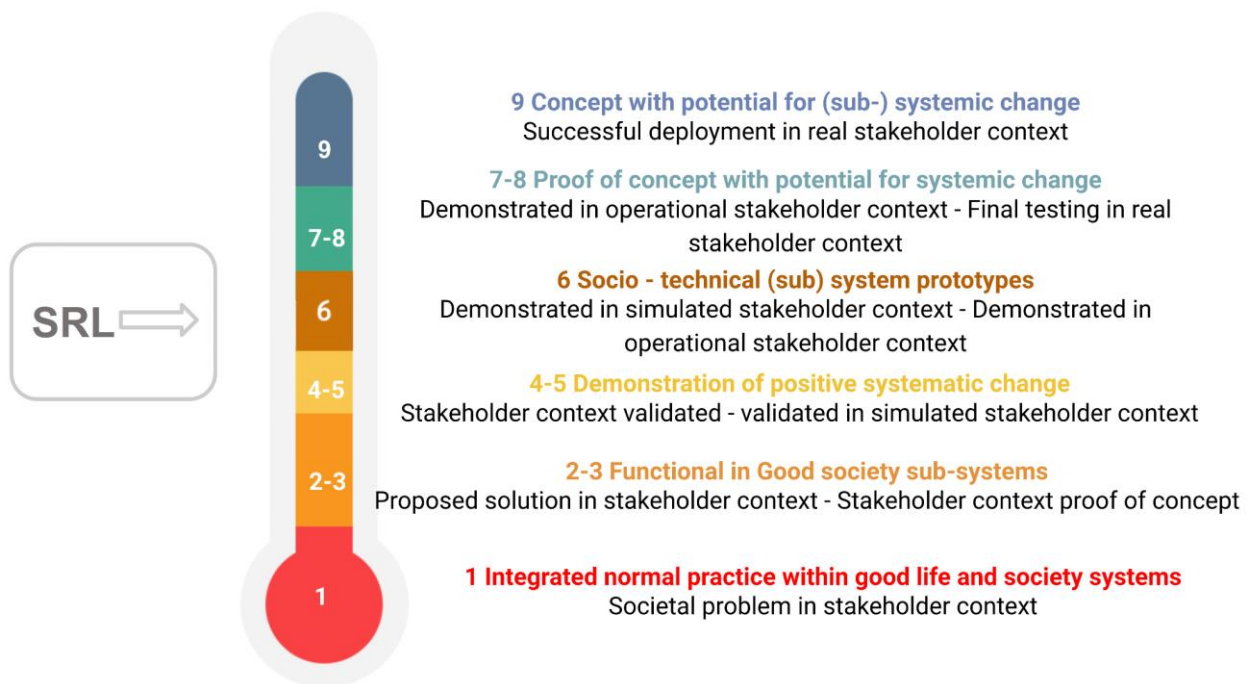 9 Concept with potential for (sub-) systemic change
Successful deployment in real stakeholder context
9
7-8 Proof of concept with potential for systemic change
Demonstrated in operational stakeholder context - Final testing in real
stakeholder context
7-8
6 Socio - technical (sub) system prototypes
Demonstrated in simulated stakeholder context - Demonstrated in
operational stakeholder context
6
SRL
4-5 Demonstration of positive systematic change
Stakeholder context validated - validated in simulated stakeholder context
4-5
2-3 Functional in Good society sub-systems
Proposed solution in stakeholder context - Stakeholder context proof of concept
2-3
1 Integrated normal practice within good life and society systems
Societal problem in stakeholder context
1